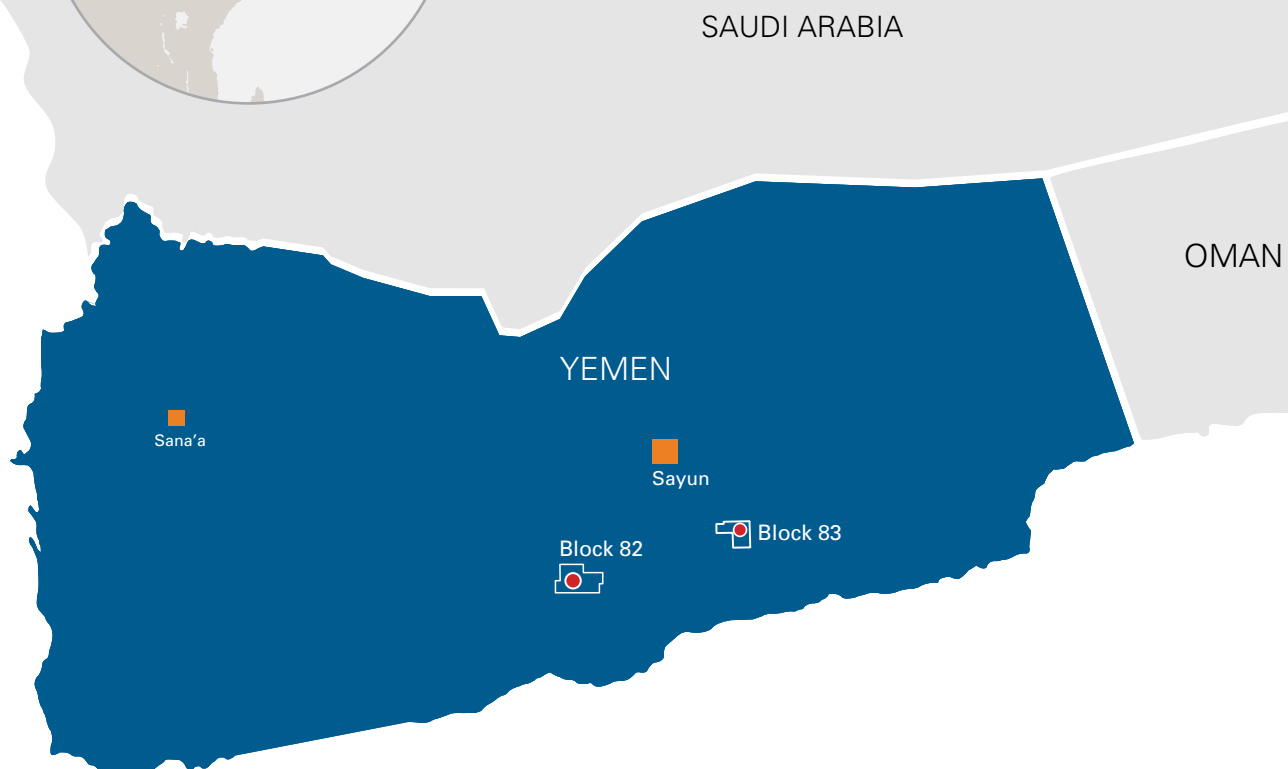 SAUDI ARABIA
OMAN
YEMEN
Sana’a
Sayun
Block 83
Block 82